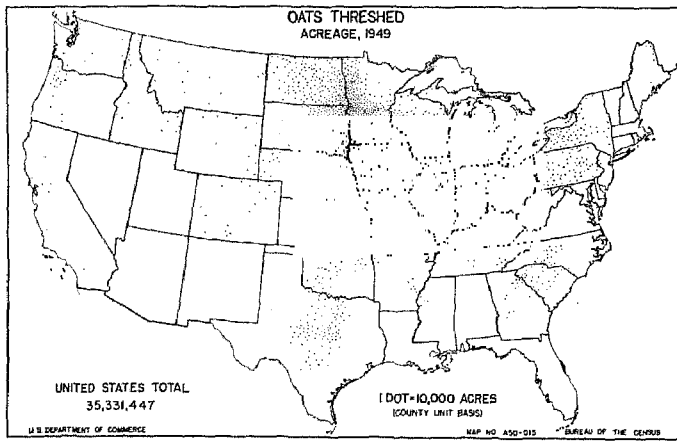 OATS THRESHED
ACREAGE, 1949
UNITED STATES TOTAL
35,331,447
1 DOT=10,000 ACRES
(COUNTY UNIT BASIS)
U.S. DEPARTMENT OF COMMERCE
MAP NO A50-015
BUREAU OF THE CENSUS